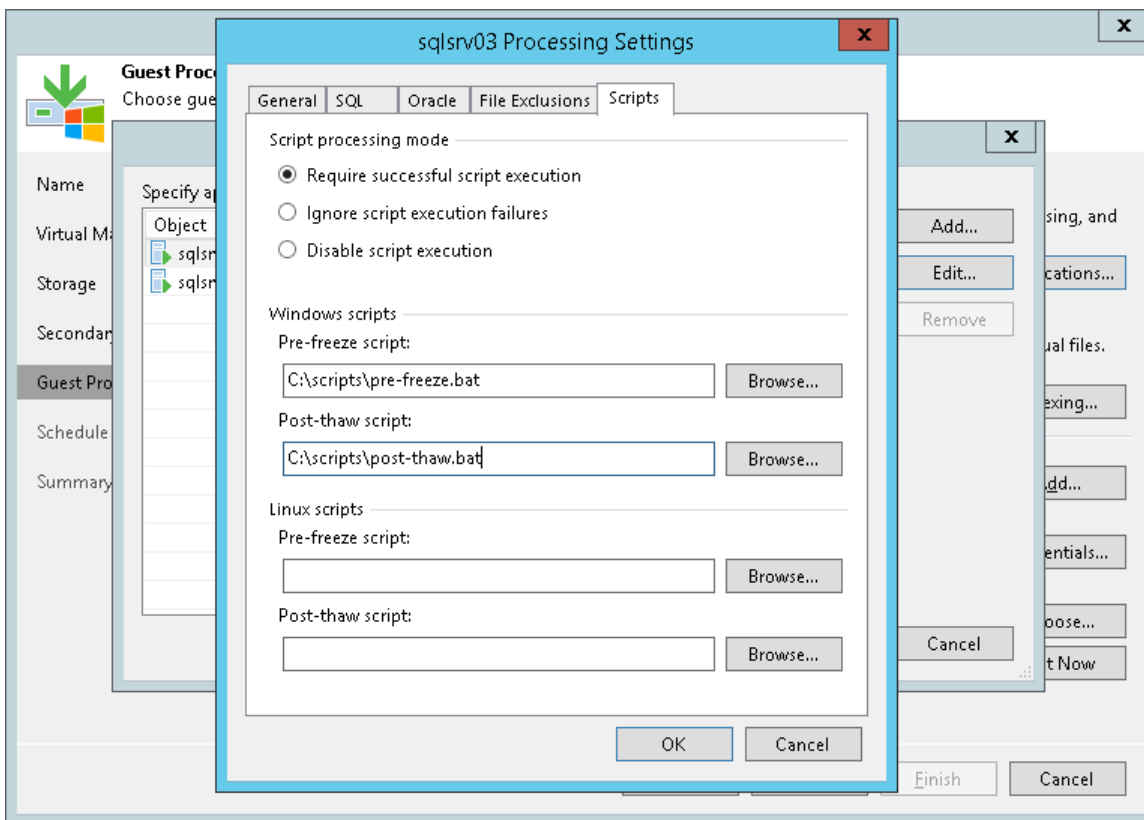 x
sqlsrv03 Processing Settings
x
Guest Proc
Choose gue
General
SQL
Oracle
File Exclusions
Scripts
x
Script processing mode
Require successful script execution
Ignore script execution failures
Disable script execution
Name
Virtual Ma
Storage
Secondar
Guest Pro
Schedule
Summary
Specify ap
Object
sqlsr
sqlsr
Add...
Edit...
Remove
sing, and
cations...
ual files.
exing...
dd...
entials...
oose...
t Now
Windows scripts
Pre-freeze script:
C:\scripts\pre-freeze.bat
Browse...
Post-thaw script:
C:\scripts\post-thaw.bat
Browse...
Linux scripts
Pre-freeze script:
Browse...
Post-thaw script:
Browse...
Cancel
OK
Cancel
Finish
Cancel